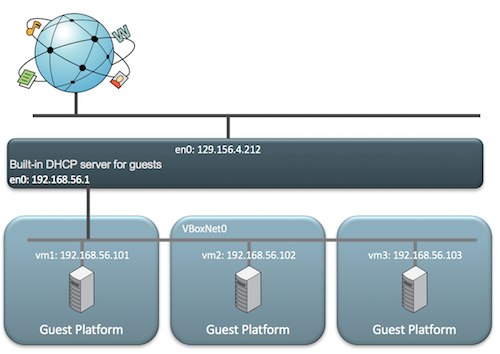 W
en0: 129.156.4.212
Built-in DHCP server for guests
en0: 192.168.56.1
VBoxNet0
vm1: 192.168.56.101
vm2: 192.168.56.102
vm3: 192.168.56.103
Guest Platform
Guest Platform
Guest Platform